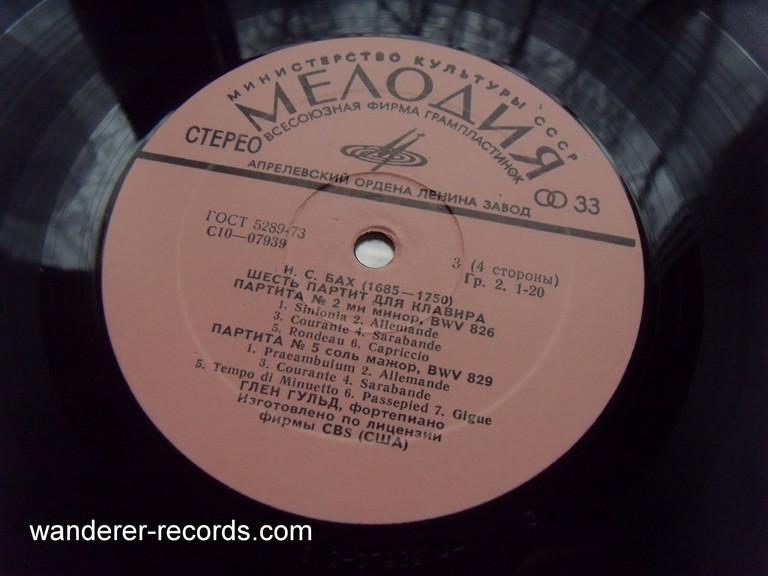 МИНИСТЕРСТВО КУЛЬТУРЫ СССР
МЕЛОДИЯ
ВСЕСОЮЗНАЯ ФИРМА ГРАМПЛАСТИНОК
СТЕРЕО
АПРЕЛЕВСКИЙ ОРДЕНА ЛЕНИНА ЗАВОД
33
ГОСТ 5289-73
С10—07939
3 (4 стороны)
Гр. 2. 1-20
И. С. БАХ (1685—1750)
ШЕСТЬ ПАРТИТ ДЛЯ КЛАВИРА
ПАРТИТА № 2 ми минор, BWV 826
1. Sinfonia 2. Allemande
3. Courante 4. Sarabande
5. Rondeau 6. Capriccio
ПАРТИТА № 5 соль мажор, BWV 829
1. Praeambulum 2. Allemande
3. Courante 4. Sarabande
5. Tempo di Minuetto 6. Passepied 7. Gigue
ГЛЕН ГУЛЬД, фортепиано
Изготовлено по лицензии
фирмы CBS (США)
wanderer-records.com